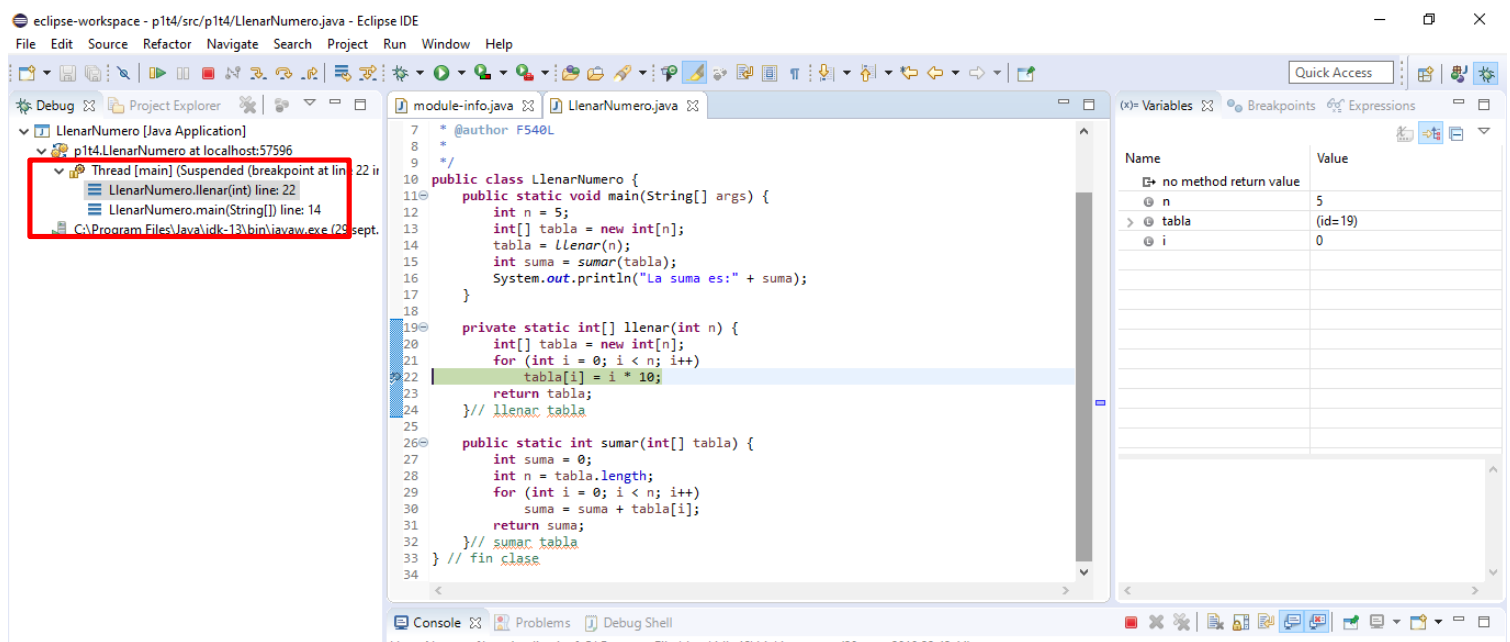 eclipse-workspace - p1t4/src/p1t4/LlenarNumero.java - Eclipse IDE
File Edit Source Refactor Navigate Search Project Run Window Help
Quick Access
Debug Project Explorer
LlenarNumero [Java Application]
p1t4.LlenarNumero at localhost:57596
Thread [main] (Suspended (breakpoint at line 22 in
LlenarNumero.llenar(int) line: 22
LlenarNumero.main(String[]) line: 14
C:\Program Files\Java\jdk-13\bin\javaw.exe (29 sept.
module-info.java LlenarNumero.java
7 * @author F540L
8 *
9 */
10 public class LlenarNumero {
11 public static void main(String[] args) {
12 int n = 5;
13 int[] tabla = new int[n];
14 tabla = llenar(n);
15 int suma = sumar(tabla);
16 System.out.println("La suma es:" + suma);
17 }
18
19 private static int[] llenar(int n) {
20 int[] tabla = new int[n];
21 for (int i = 0; i < n; i++)
22 tabla[i] = i * 10;
23 return tabla;
24 }// llenar tabla
25
26 public static int sumar(int[] tabla) {
27 int suma = 0;
28 int n = tabla.length;
29 for (int i = 0; i < n; i++)
30 suma = suma + tabla[i];
31 return suma;
32 }// sumar tabla
33 } // fin clase
34
(x)= Variables Breakpoints Expressions
Name Value
no method return value
n 5
tabla (id=19)
i 0
Console Problems Debug Shell